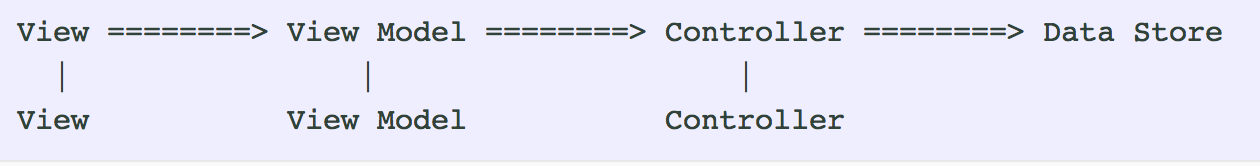 View ========> View Model ========> Controller ========> Data Store
  |                 |                        |
View             View Model             Controller